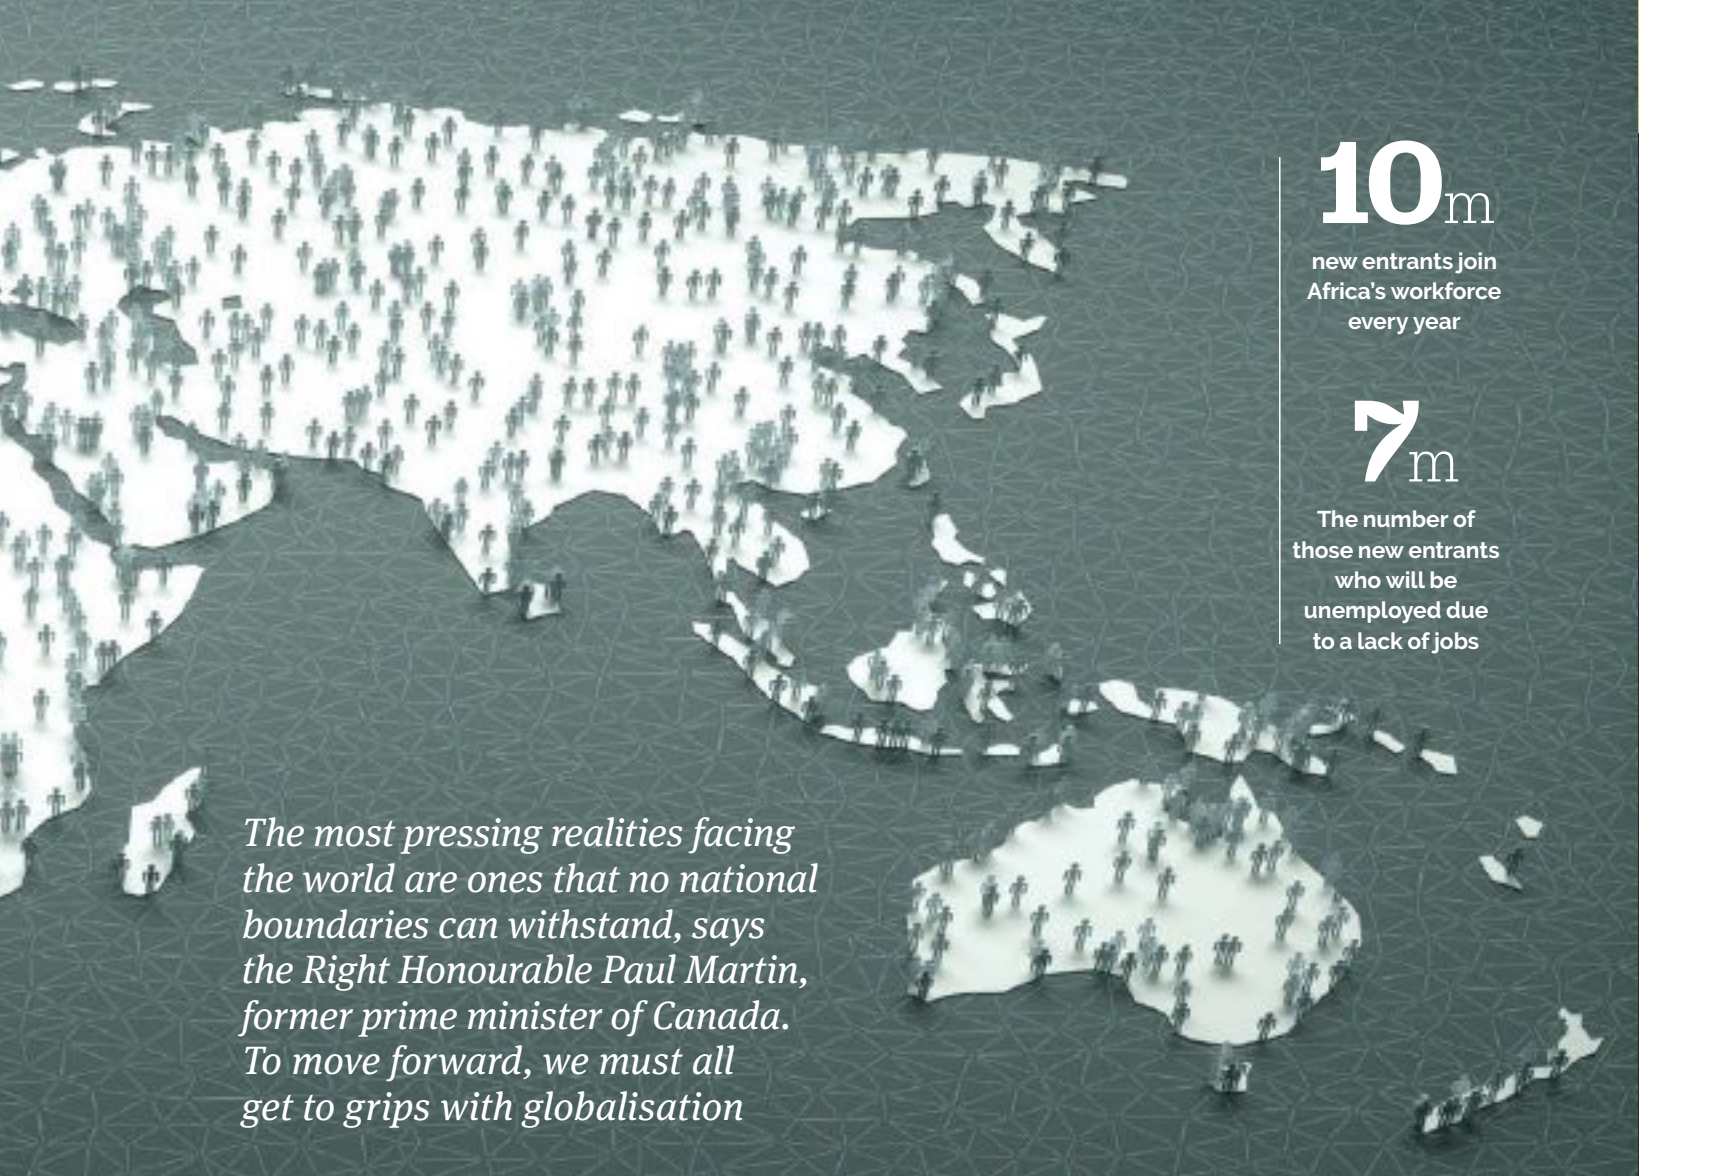 10m
new entrants join
Africa's workforce
every year
7m
The number of
those new entrants
who will be
unemployed due
to a lack of jobs
The most pressing realities facing
the world are ones that no national
boundaries can withstand, says
the Right Honourable Paul Martin,
former prime minister of Canada.
To move forward, we must all
get to grips with globalisation